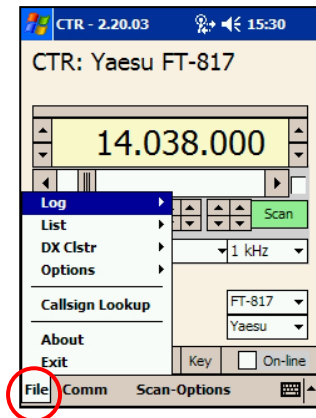 CTR - 2.20.03 15:30
CTR: Yaesu FT-817
14.038.000
Log
Scan
List
DX Clstr
1 kHz
Options
Callsign Lookup
FT-817
Yaesu
About
Exit
Key
On-line
File Comm Scan-Options